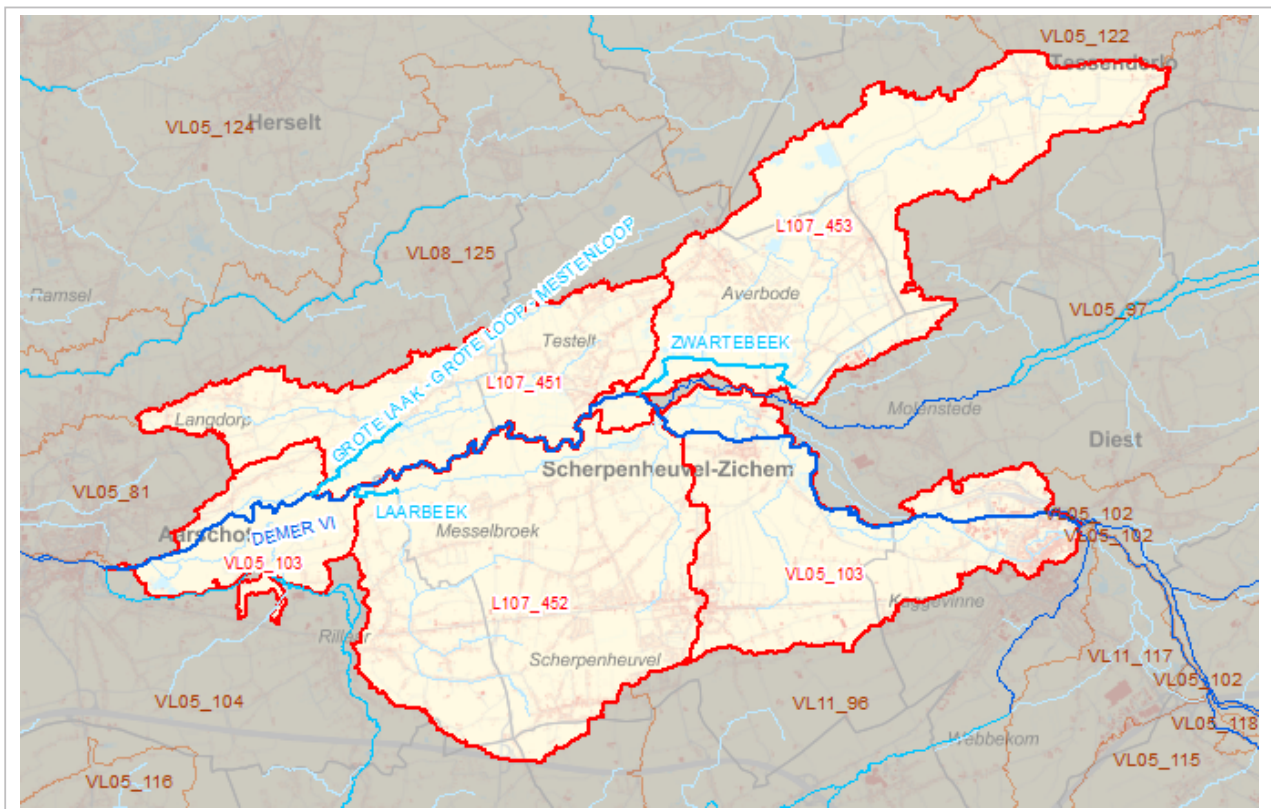 VL05_122
Tessenderlo
VL05_124
Herselt
L107_453
VL08_125
Ramsel
GROTE LAAK - GROTE LOOP - MESTENLOOP
Averbode
VL05_97
Testelt
ZWARTEBEEK
L107_451
Langdorp
Molenstede
Diest
Scherpenheuvel-Zichem
VL05_81
LAARBEEK
VL05_102
Messelbroek
DEMER VI
Aarschot
VL05_102
VL05_103
VL05_103
L107_452
Kaggevinne
Rillaar
Scherpenheuvel
VL11_117
VL05_104
VL11_96
VL05_102
VL05_118
Webbekom
VL05_115
VL05_116